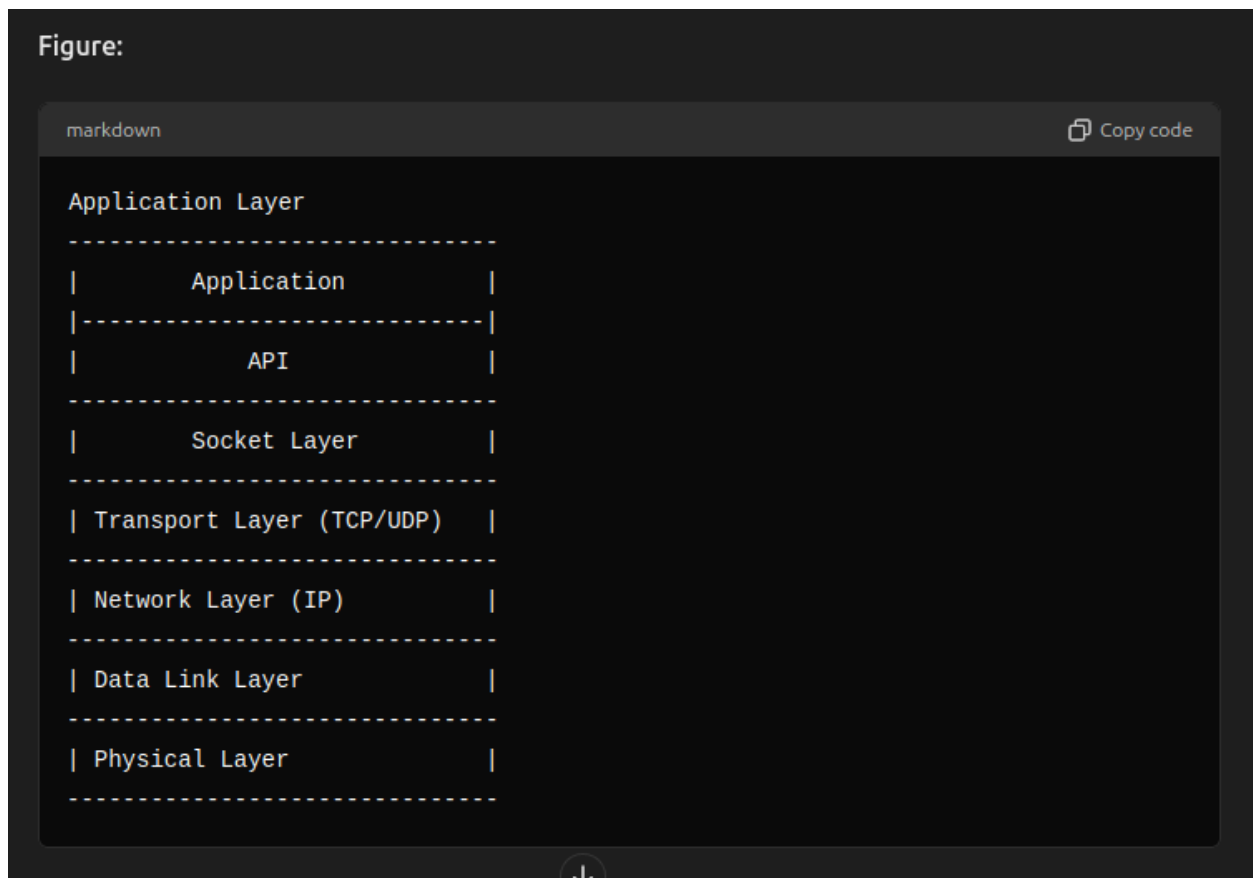 Figure:
markdown Copy code
Application Layer
-------------------------------
|        Application          |
|-----------------------------|
|            API              |
-------------------------------
|        Socket Layer         |
-------------------------------
| Transport Layer (TCP/UDP)   |
-------------------------------
| Network Layer (IP)          |
-------------------------------
| Data Link Layer             |
-------------------------------
| Physical Layer              |
-------------------------------